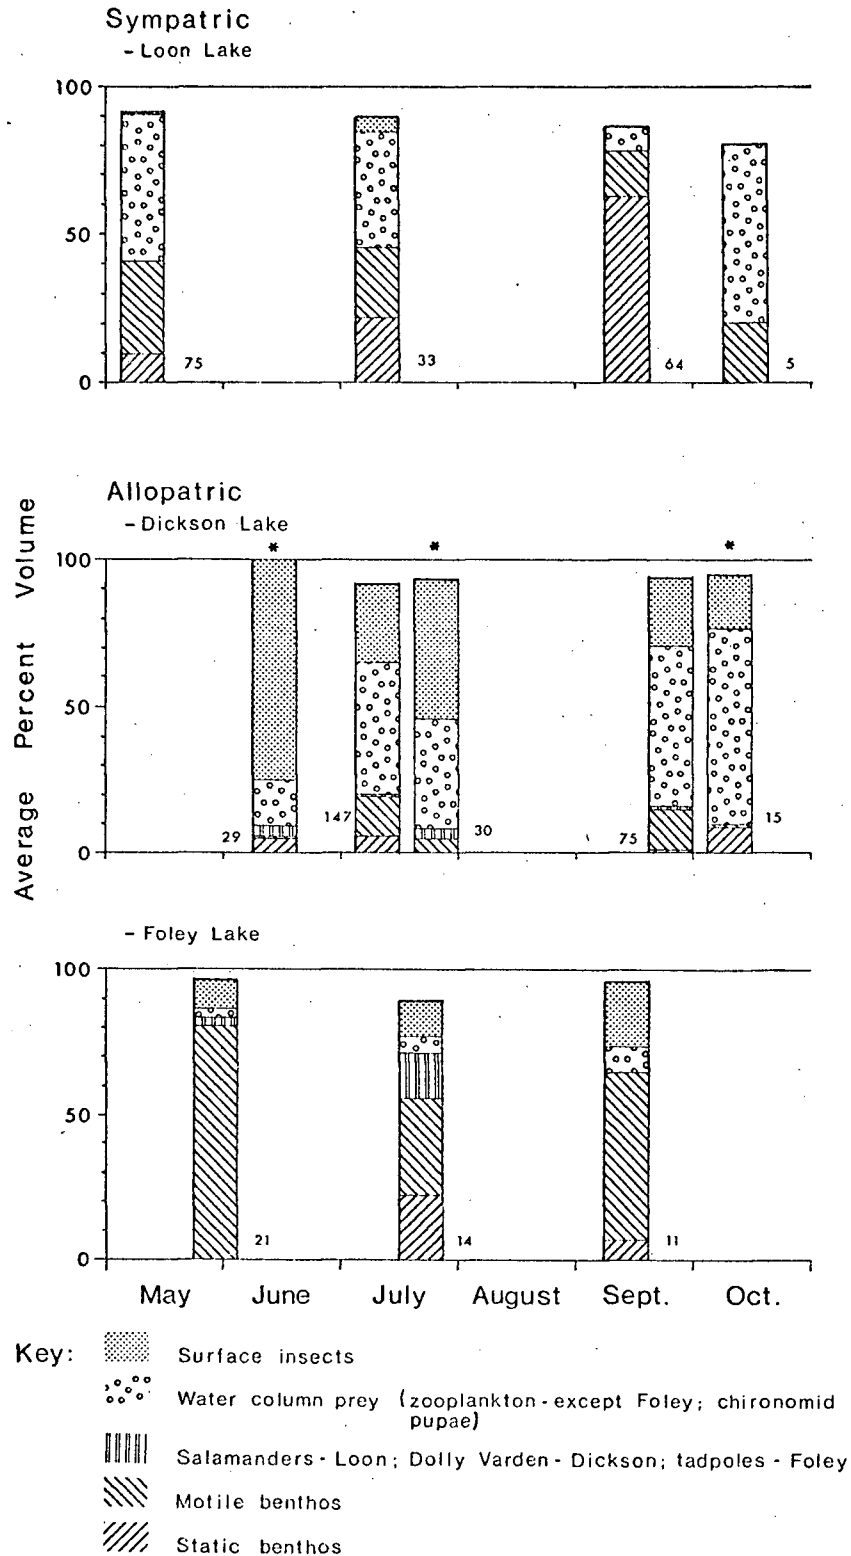 Sympatric
- Loon Lake
100
50
0
75
33
64
5
Average Percent Volume
Allopatric
- Dickson Lake
* * *
100
50
0
29
147
30
75
15
- Foley Lake
100
50
0
21
14
11
May June July August Sept. Oct.
Key:
Surface insects
Water column prey (zooplankton - except Foley; chironomid
pupae)
Salamanders - Loon; Dolly Varden - Dickson; tadpoles - Foley
Motile benthos
Static benthos